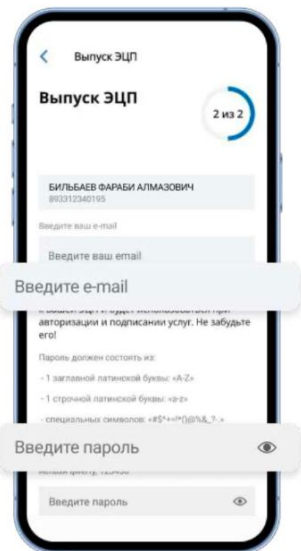 Выпуск ЭЦП
Выпуск ЭЦП
2 из 2
БИЛЬБАЕВ ФАРАБИ АЛМАЗОВИЧ
893312340195
Введите ваш e-mail
Введите ваш email
Введите e-mail
авторизации и подписании услуг. Не забудьте
его!
Пароль должен состоять из:
- 1 заглавной латинской буквы: «A-Z»
- 1 строчной латинской буквы: «a-z»
- специальных символов:
Введите пароль
Введите пароль